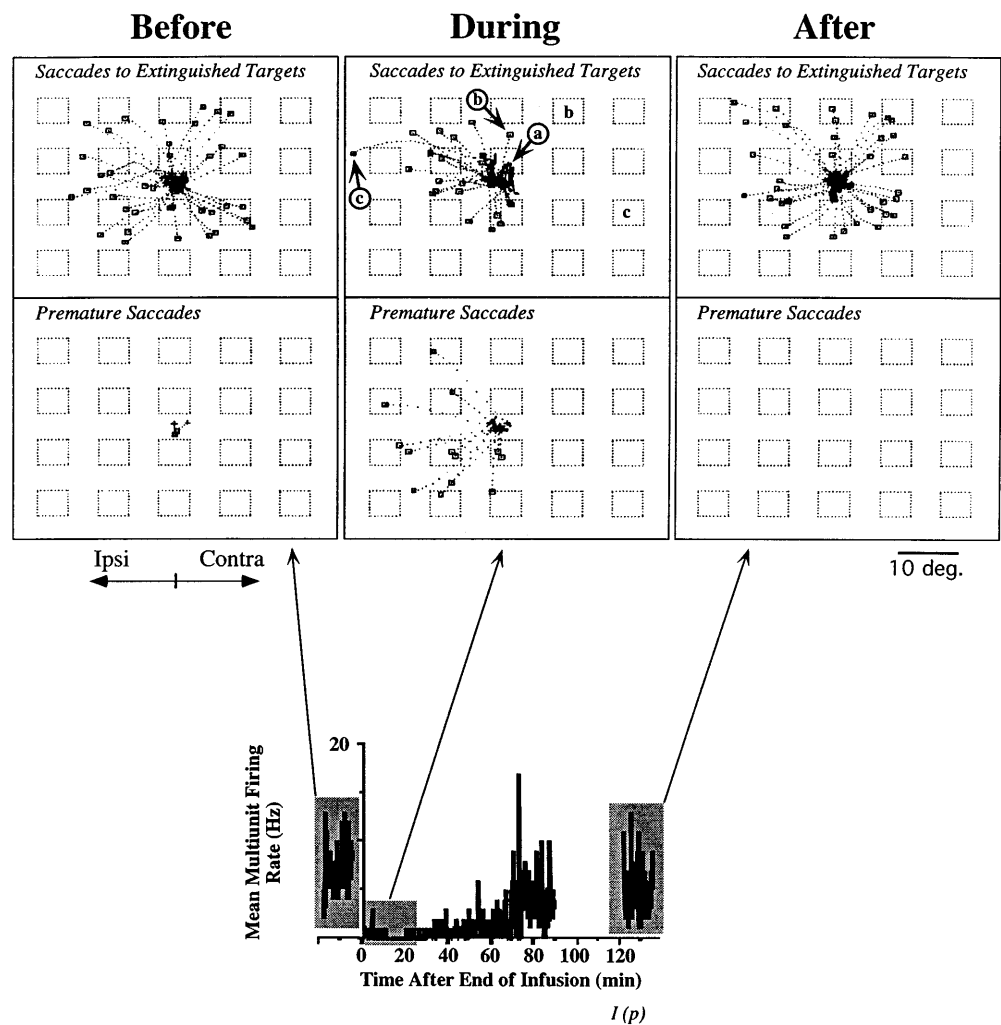 Before During After
Saccades to Extinguished Targets Saccades to Extinguished Targets Saccades to Extinguished Targets
b b
a
c c
Premature Saccades Premature Saccades Premature Saccades
Ipsi Contra
10 deg.
20
Mean Multiunit Firing
Rate (Hz)
0 20 40 60 80 100 120
Time After End of Infusion (min)
I (p)